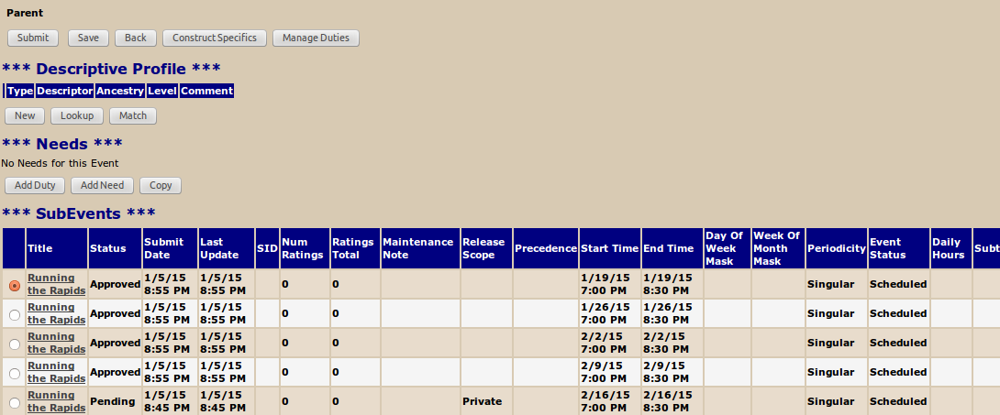 Parent
Submit Save Back Construct Specifics Manage Duties
*** Descriptive Profile ***
Type Descriptor Ancestry Level Comment
New Lookup Match
*** Needs ***
No Needs for this Event
Add Duty Add Need Copy
*** SubEvents ***
Title Status Submit Date Last Update SID Num Ratings Ratings Total Maintenance Note Release Scope Precedence Start Time End Time Day Of Week Mask Week Of Month Mask Periodicity Event Status Daily Hours Subt
Running the Rapids Approved 1/5/15 8:55 PM 1/5/15 8:55 PM 0 0 1/19/15 7:00 PM 1/19/15 8:30 PM Singular Scheduled
Running the Rapids Approved 1/5/15 8:55 PM 1/5/15 8:55 PM 0 0 1/26/15 7:00 PM 1/26/15 8:30 PM Singular Scheduled
Running the Rapids Approved 1/5/15 8:55 PM 1/5/15 8:55 PM 0 0 2/2/15 7:00 PM 2/2/15 8:30 PM Singular Scheduled
Running the Rapids Approved 1/5/15 8:55 PM 1/5/15 8:55 PM 0 0 2/9/15 7:00 PM 2/9/15 8:30 PM Singular Scheduled
Running the Rapids Pending 1/5/15 8:45 PM 1/5/15 8:45 PM 0 0 Private 2/16/15 7:00 PM 2/16/15 8:30 PM Singular Scheduled